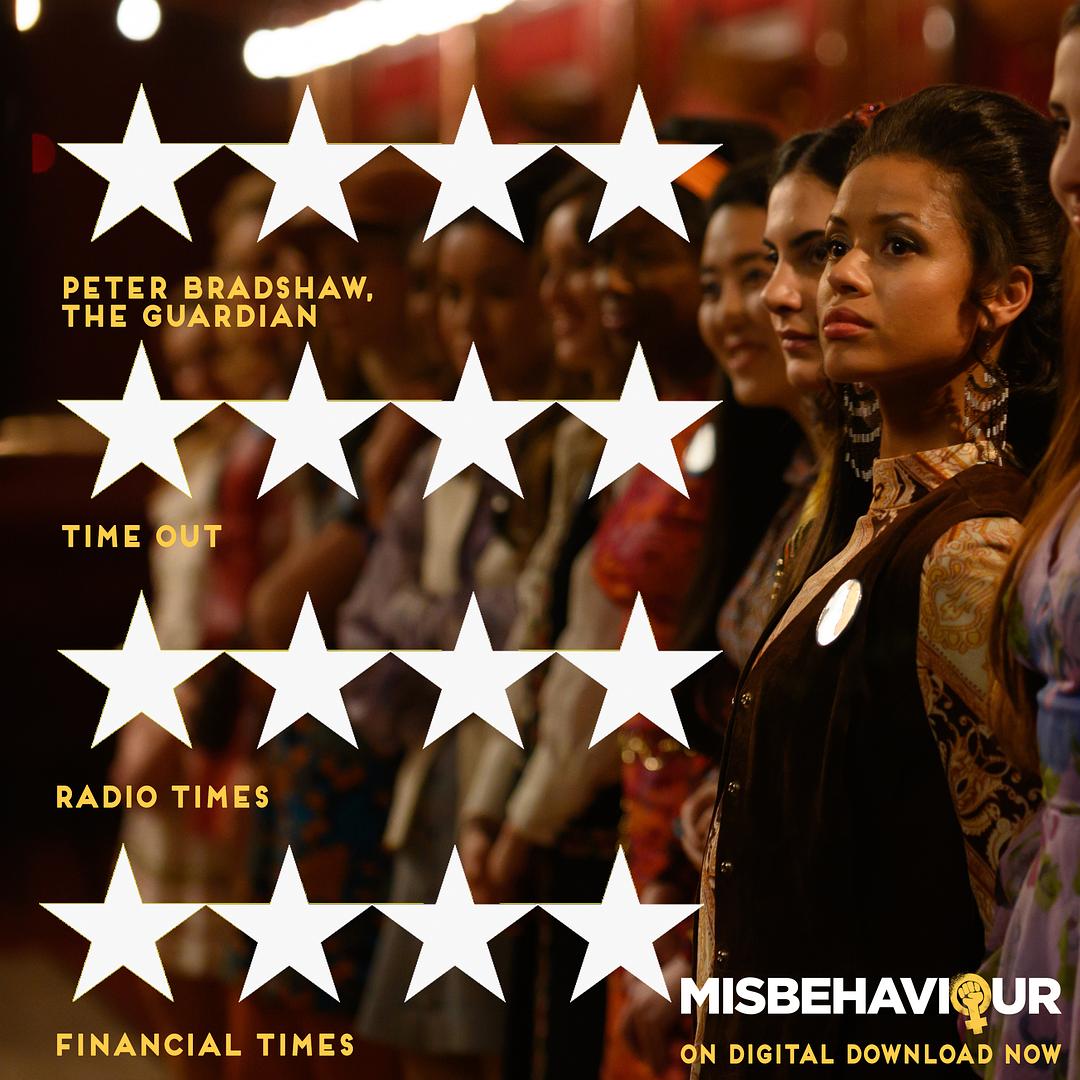 PETER BRADSHAW,
THE GUARDIAN
TIME OUT
RADIO TIMES
FINANCIAL TIMES
MISBEHAVIOUR
ON DIGITAL DOWNLOAD NOW